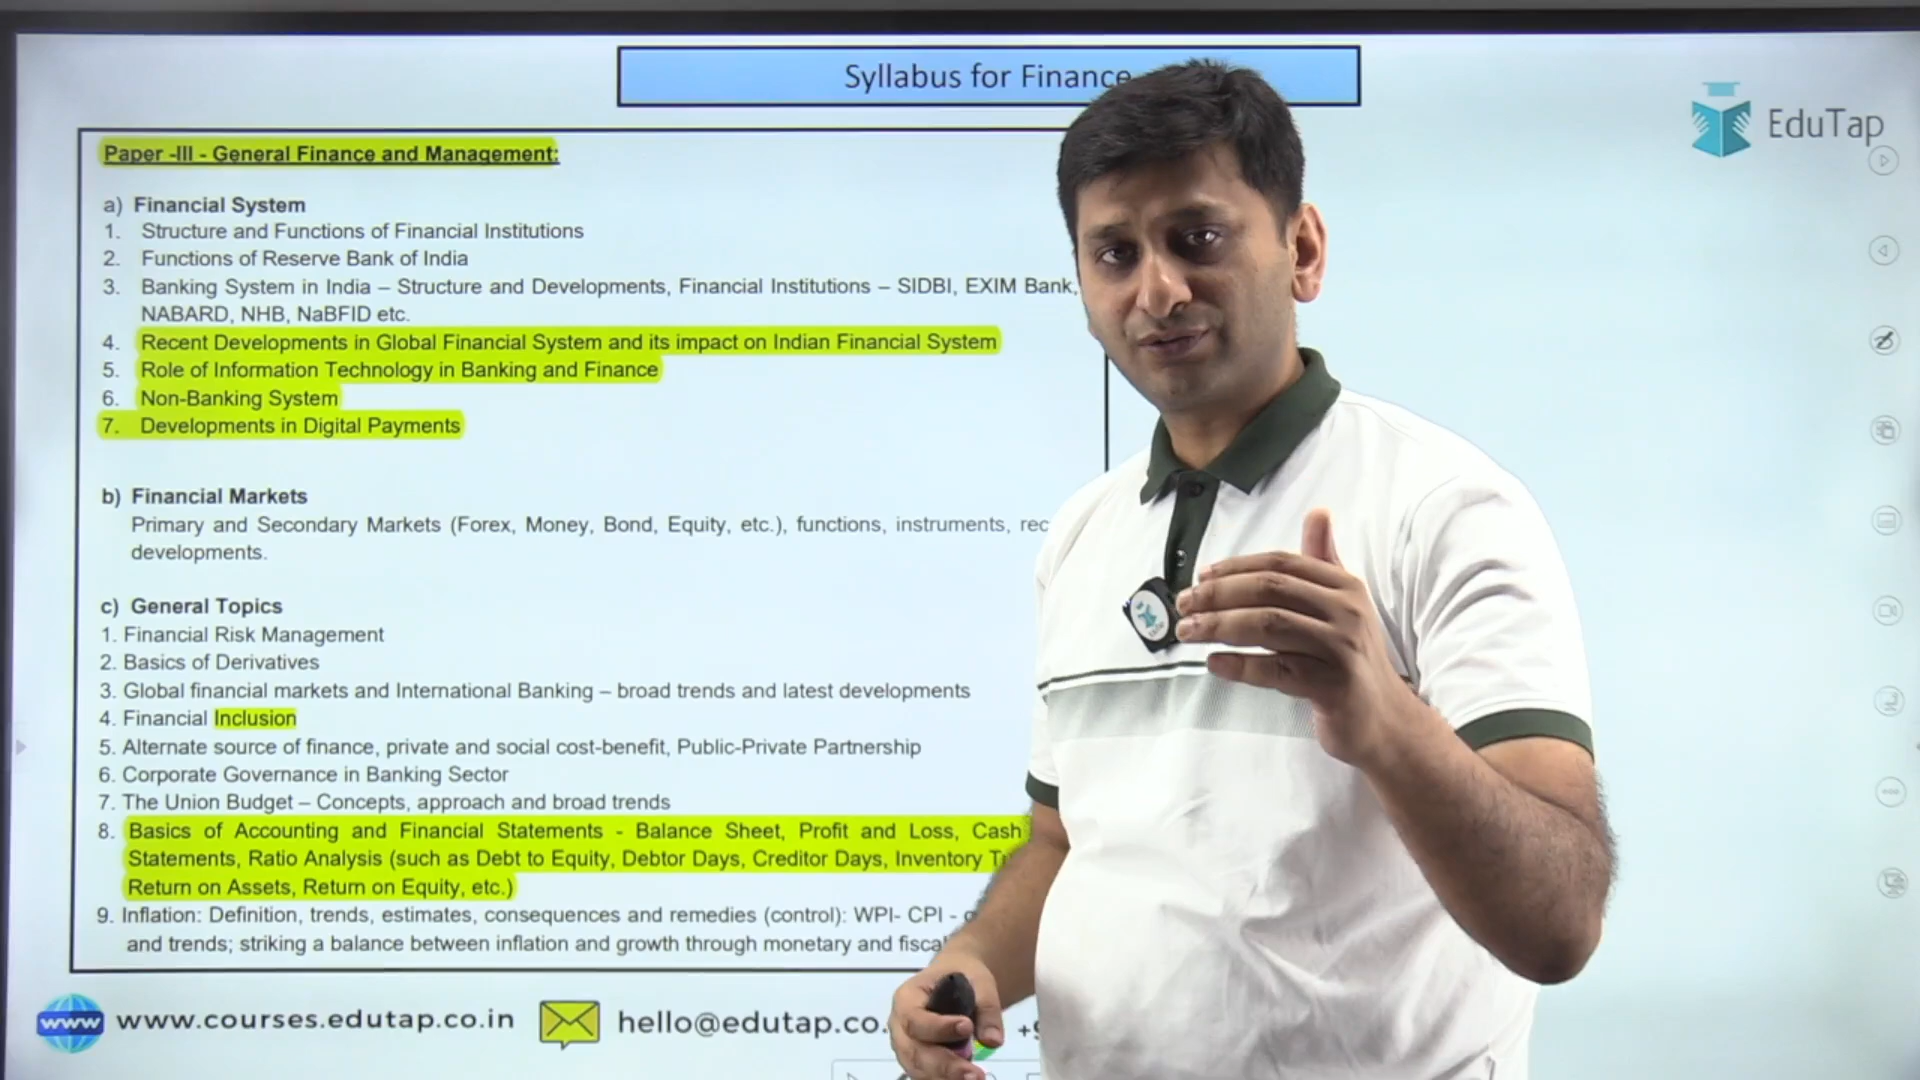 Syllabus for Finance
EduTap
Paper -III - General Finance and Management:
a) Financial System
1. Structure and Functions of Financial Institutions
2. Functions of Reserve Bank of India
3. Banking System in India – Structure and Developments, Financial Institutions – SIDBI, EXIM Bank,
NABARD, NHB, NaBFID etc.
4. Recent Developments in Global Financial System and its impact on Indian Financial System
5. Role of Information Technology in Banking and Finance
6. Non-Banking System
7. Developments in Digital Payments
b) Financial Markets
Primary and Secondary Markets (Forex, Money, Bond, Equity, etc.), functions, instruments,
developments.
c) General Topics
1. Financial Risk Management
2. Basics of Derivatives
3. Global financial markets and International Banking – broad trends and latest developments
4. Financial Inclusion
5. Alternate source of finance, private and social cost-benefit, Public-Private Partnership
6. Corporate Governance in Banking Sector
7. The Union Budget – Concepts, approach and broad trends
8. Basics of Accounting and Financial Statements - Balance Sheet, Profit and Loss, Cash
Statements, Ratio Analysis (such as Debt to Equity, Debtor Days, Creditor Days, Inventory
Return on Assets, Return on Equity, etc.)
9. Inflation: Definition, trends, estimates, consequences and remedies (control): WPI- CPI -
and trends; striking a balance between inflation and growth through monetary and
www www.courses.edutap.co.in hello@edutap.co.